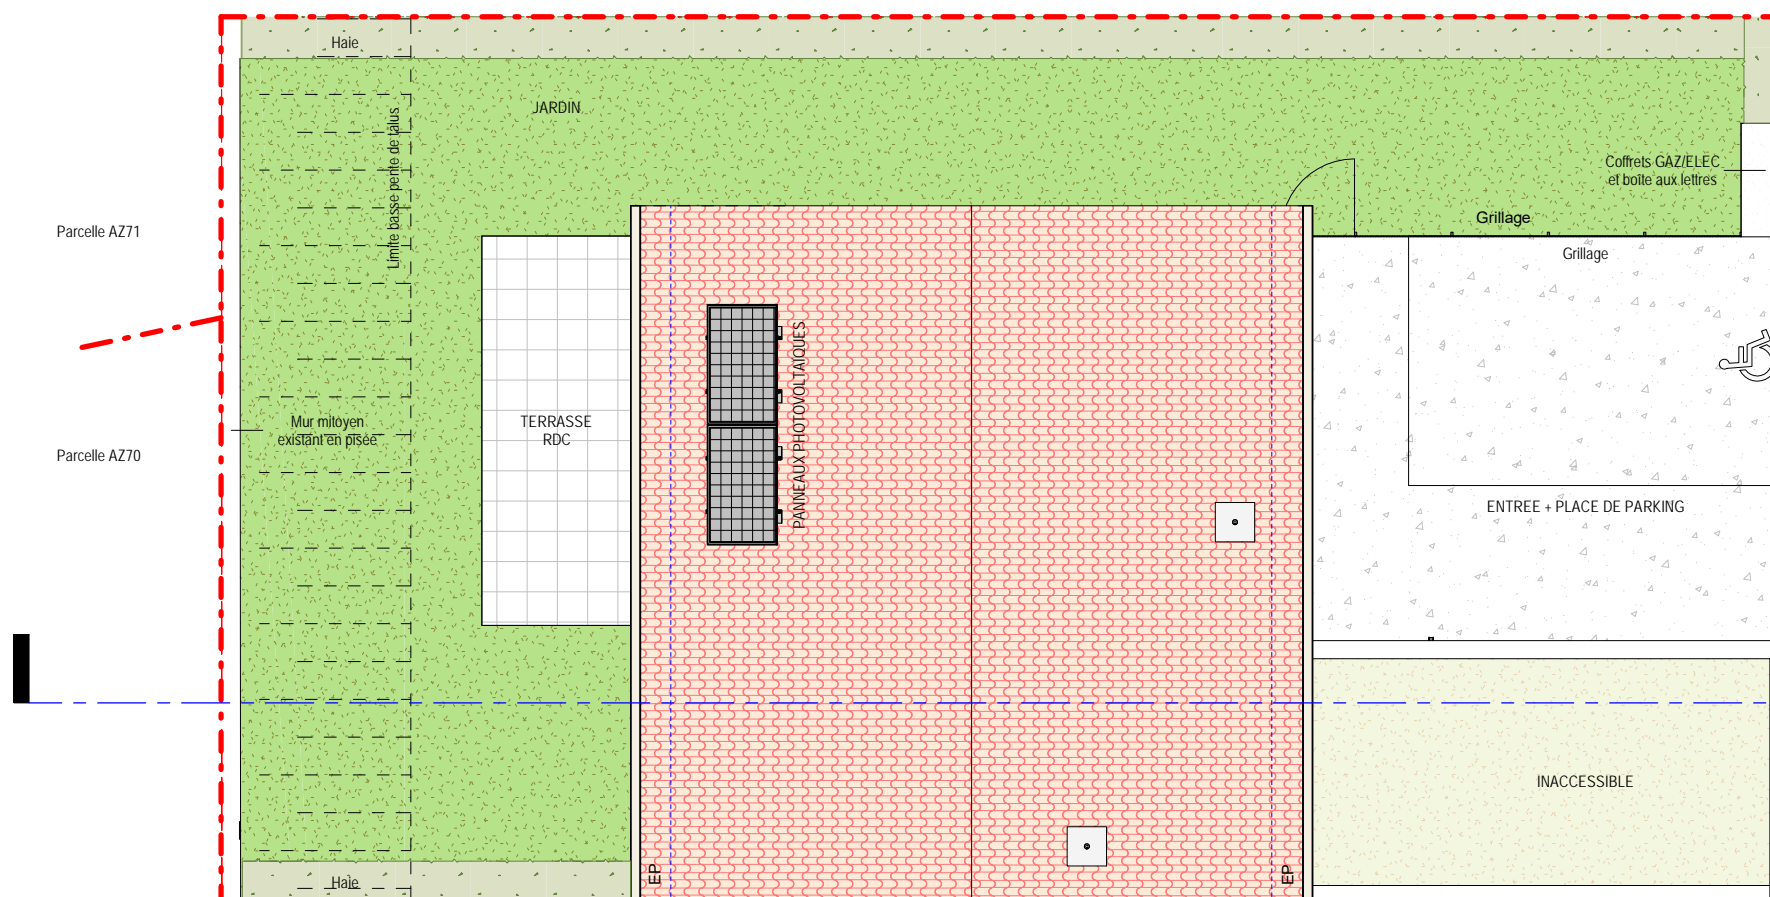 Haie
JARDIN
Limite basse pente de talus
Coffrets GAZ/ELEC
et boîte aux lettres
Parcelle AZ71
Grillage
Grillage
PANNEAUX PHOTOVOLTAIQUES
Mur mitoyen
existant en pisée
TERRASSE
RDC
Parcelle AZ70
ENTREE + PLACE DE PARKING
INACCESSIBLE
Haie
EP
EP